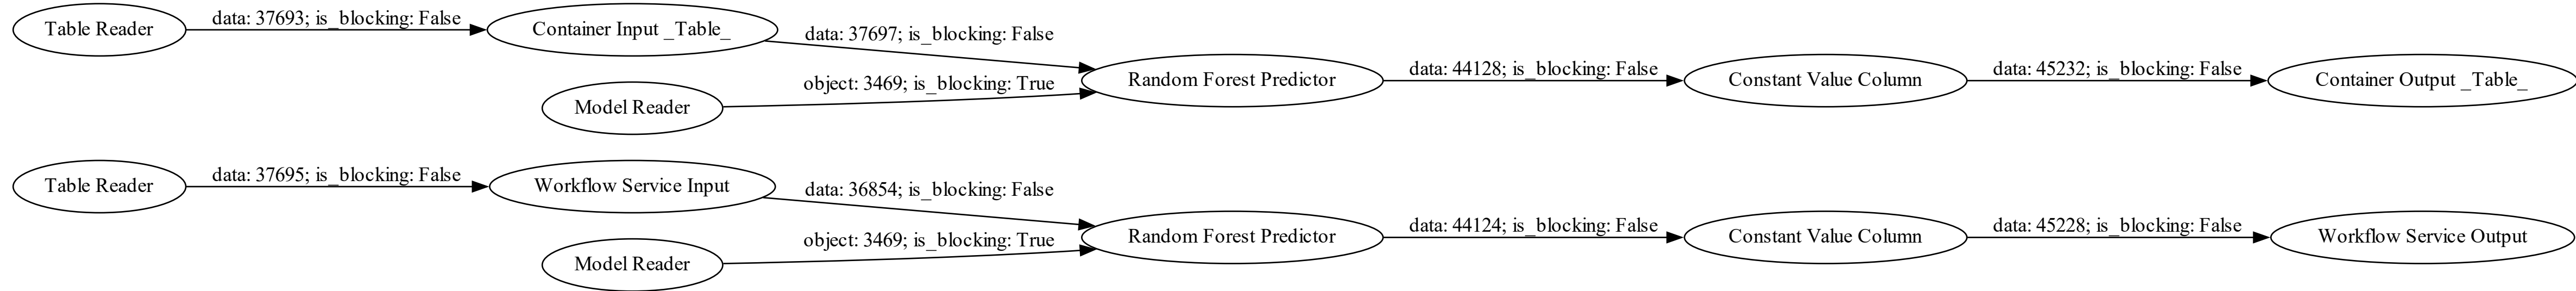 Table Reader
data: 37693; is_blocking: False
Container Input _Table_
data: 37697; is_blocking: False
Model Reader
object: 3469; is_blocking: True
Random Forest Predictor
data: 44128; is_blocking: False
Constant Value Column
data: 45232; is_blocking: False
Container Output _Table_
Table Reader
data: 37695; is_blocking: False
Workflow Service Input
data: 36854; is_blocking: False
Model Reader
object: 3469; is_blocking: True
Random Forest Predictor
data: 44124; is_blocking: False
Constant Value Column
data: 45228; is_blocking: False
Workflow Service Output